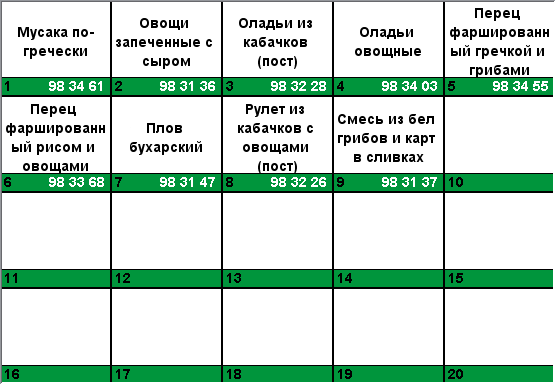 Мусака по-
гречески
1 98 34 61
Овощи
запеченные с
сыром
2 98 31 36
Оладьи из
кабачков
(пост)
3 98 32 28
Оладьи
овощные
4 98 34 03
Перец
фаршированн
ный гречкой и
грибами
5 98 34 55
Перец
фаршированн
ный рисом и
овощами
6 98 33 68
Плов
бухарский
7 98 31 47
Рулет из
кабачков с
овощами
(пост)
8 98 32 26
Смесь из бел
грибов и карт
в сливках
9 98 31 37
10
11
12
13
14
15
16
17
18
19
20